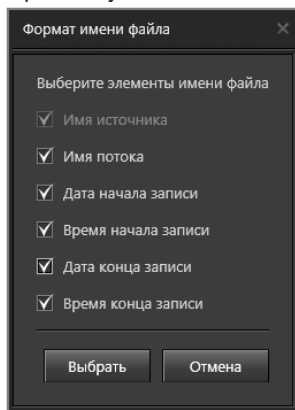 Формат имени файла
Выберите элементы имени файла
Имя источника
Имя потока
Дата начала записи
Время начала записи
Дата конца записи
Время конца записи
Выбрать Отмена